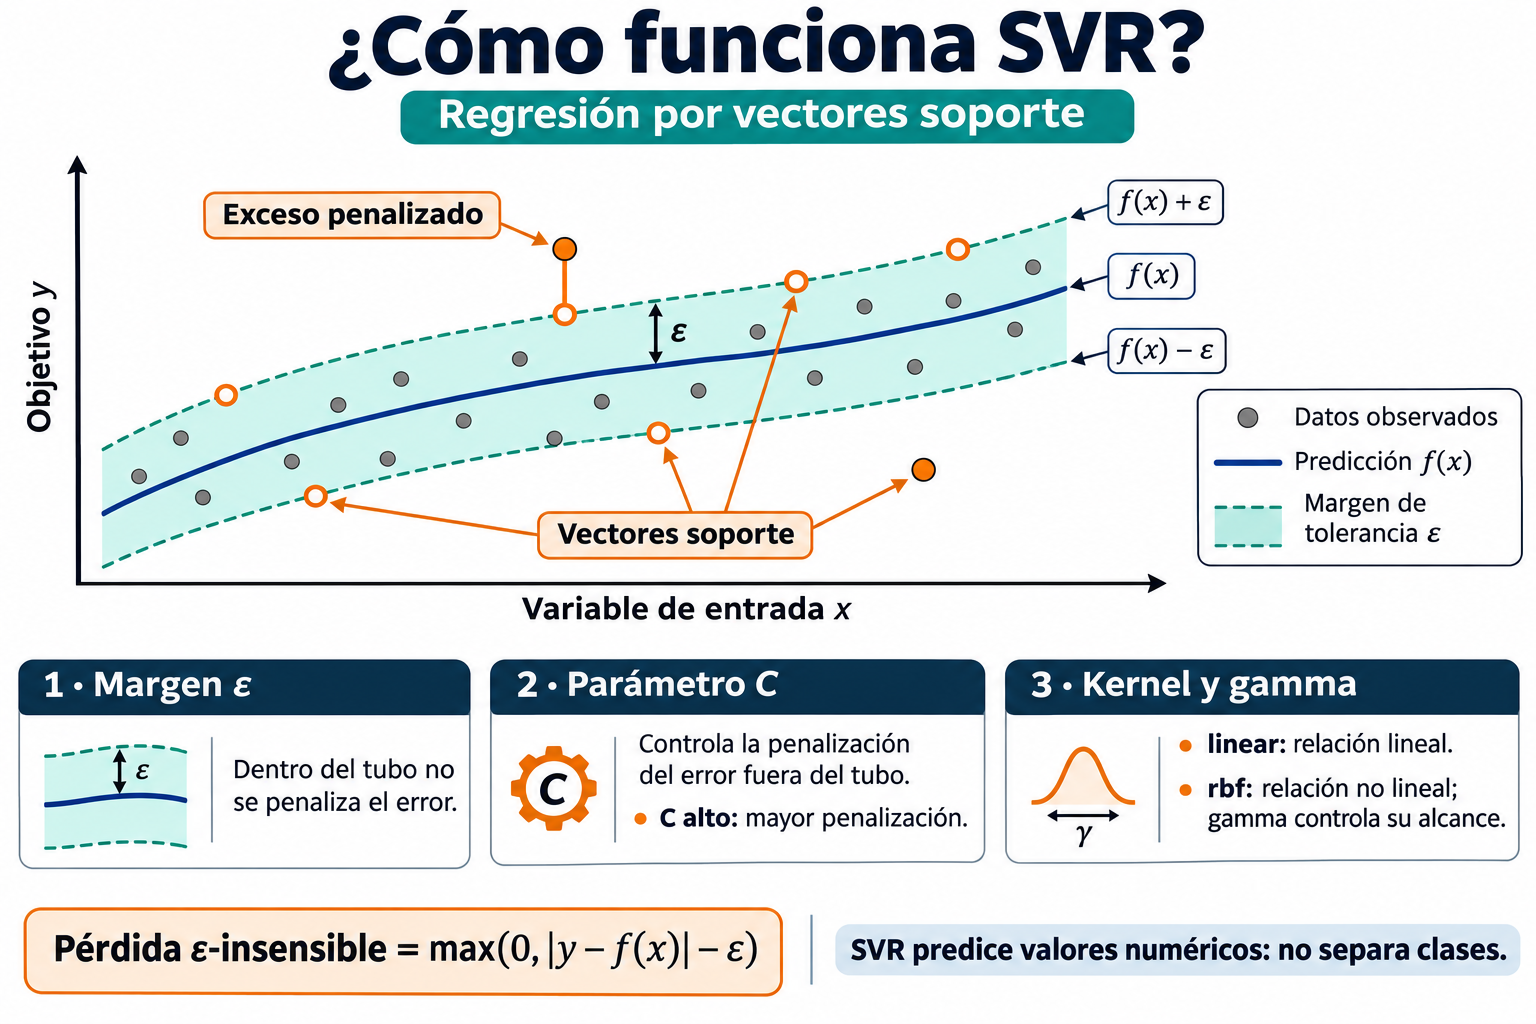 ¿Cómo funciona SVR?
Regresión por vectores soporte
Objetivo y
Exceso penalizado
ε
f(x) + ε
f(x)
f(x) − ε
Vectores soporte
Variable de entrada x
Datos observados
Predicción f(x)
Margen de
tolerancia ε
1 · Margen ε
ε
Dentro del tubo no
se penaliza el error.
2 · Parámetro C
C
Controla la penalización
del error fuera del tubo.
• C alto: mayor penalización.
3 · Kernel y gamma
γ
• linear: relación lineal.
• rbf: relación no lineal;
gamma controla su alcance.
Pérdida ε-insensible = max(0, |y − f(x)| − ε)
SVR predice valores numéricos: no separa clases.